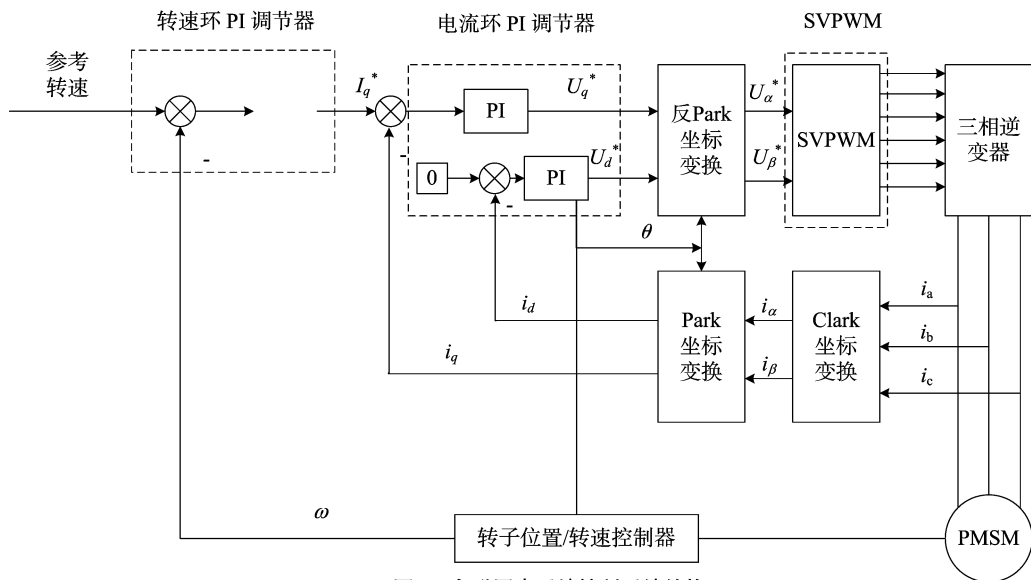 转速环 PI 调节器
电流环 PI 调节器
SVPWM
参考
转速
-
I_q^*
-
PI
U_q^*
0
-
PI
U_d^*
反Park
坐标
变换
U_α^*
U_β^*
SVPWM
三相逆
变器
θ
i_d
i_q
Park
坐标
变换
i_α
i_β
Clark
坐标
变换
i_a
i_b
i_c
ω
转子位置/转速控制器
PMSM